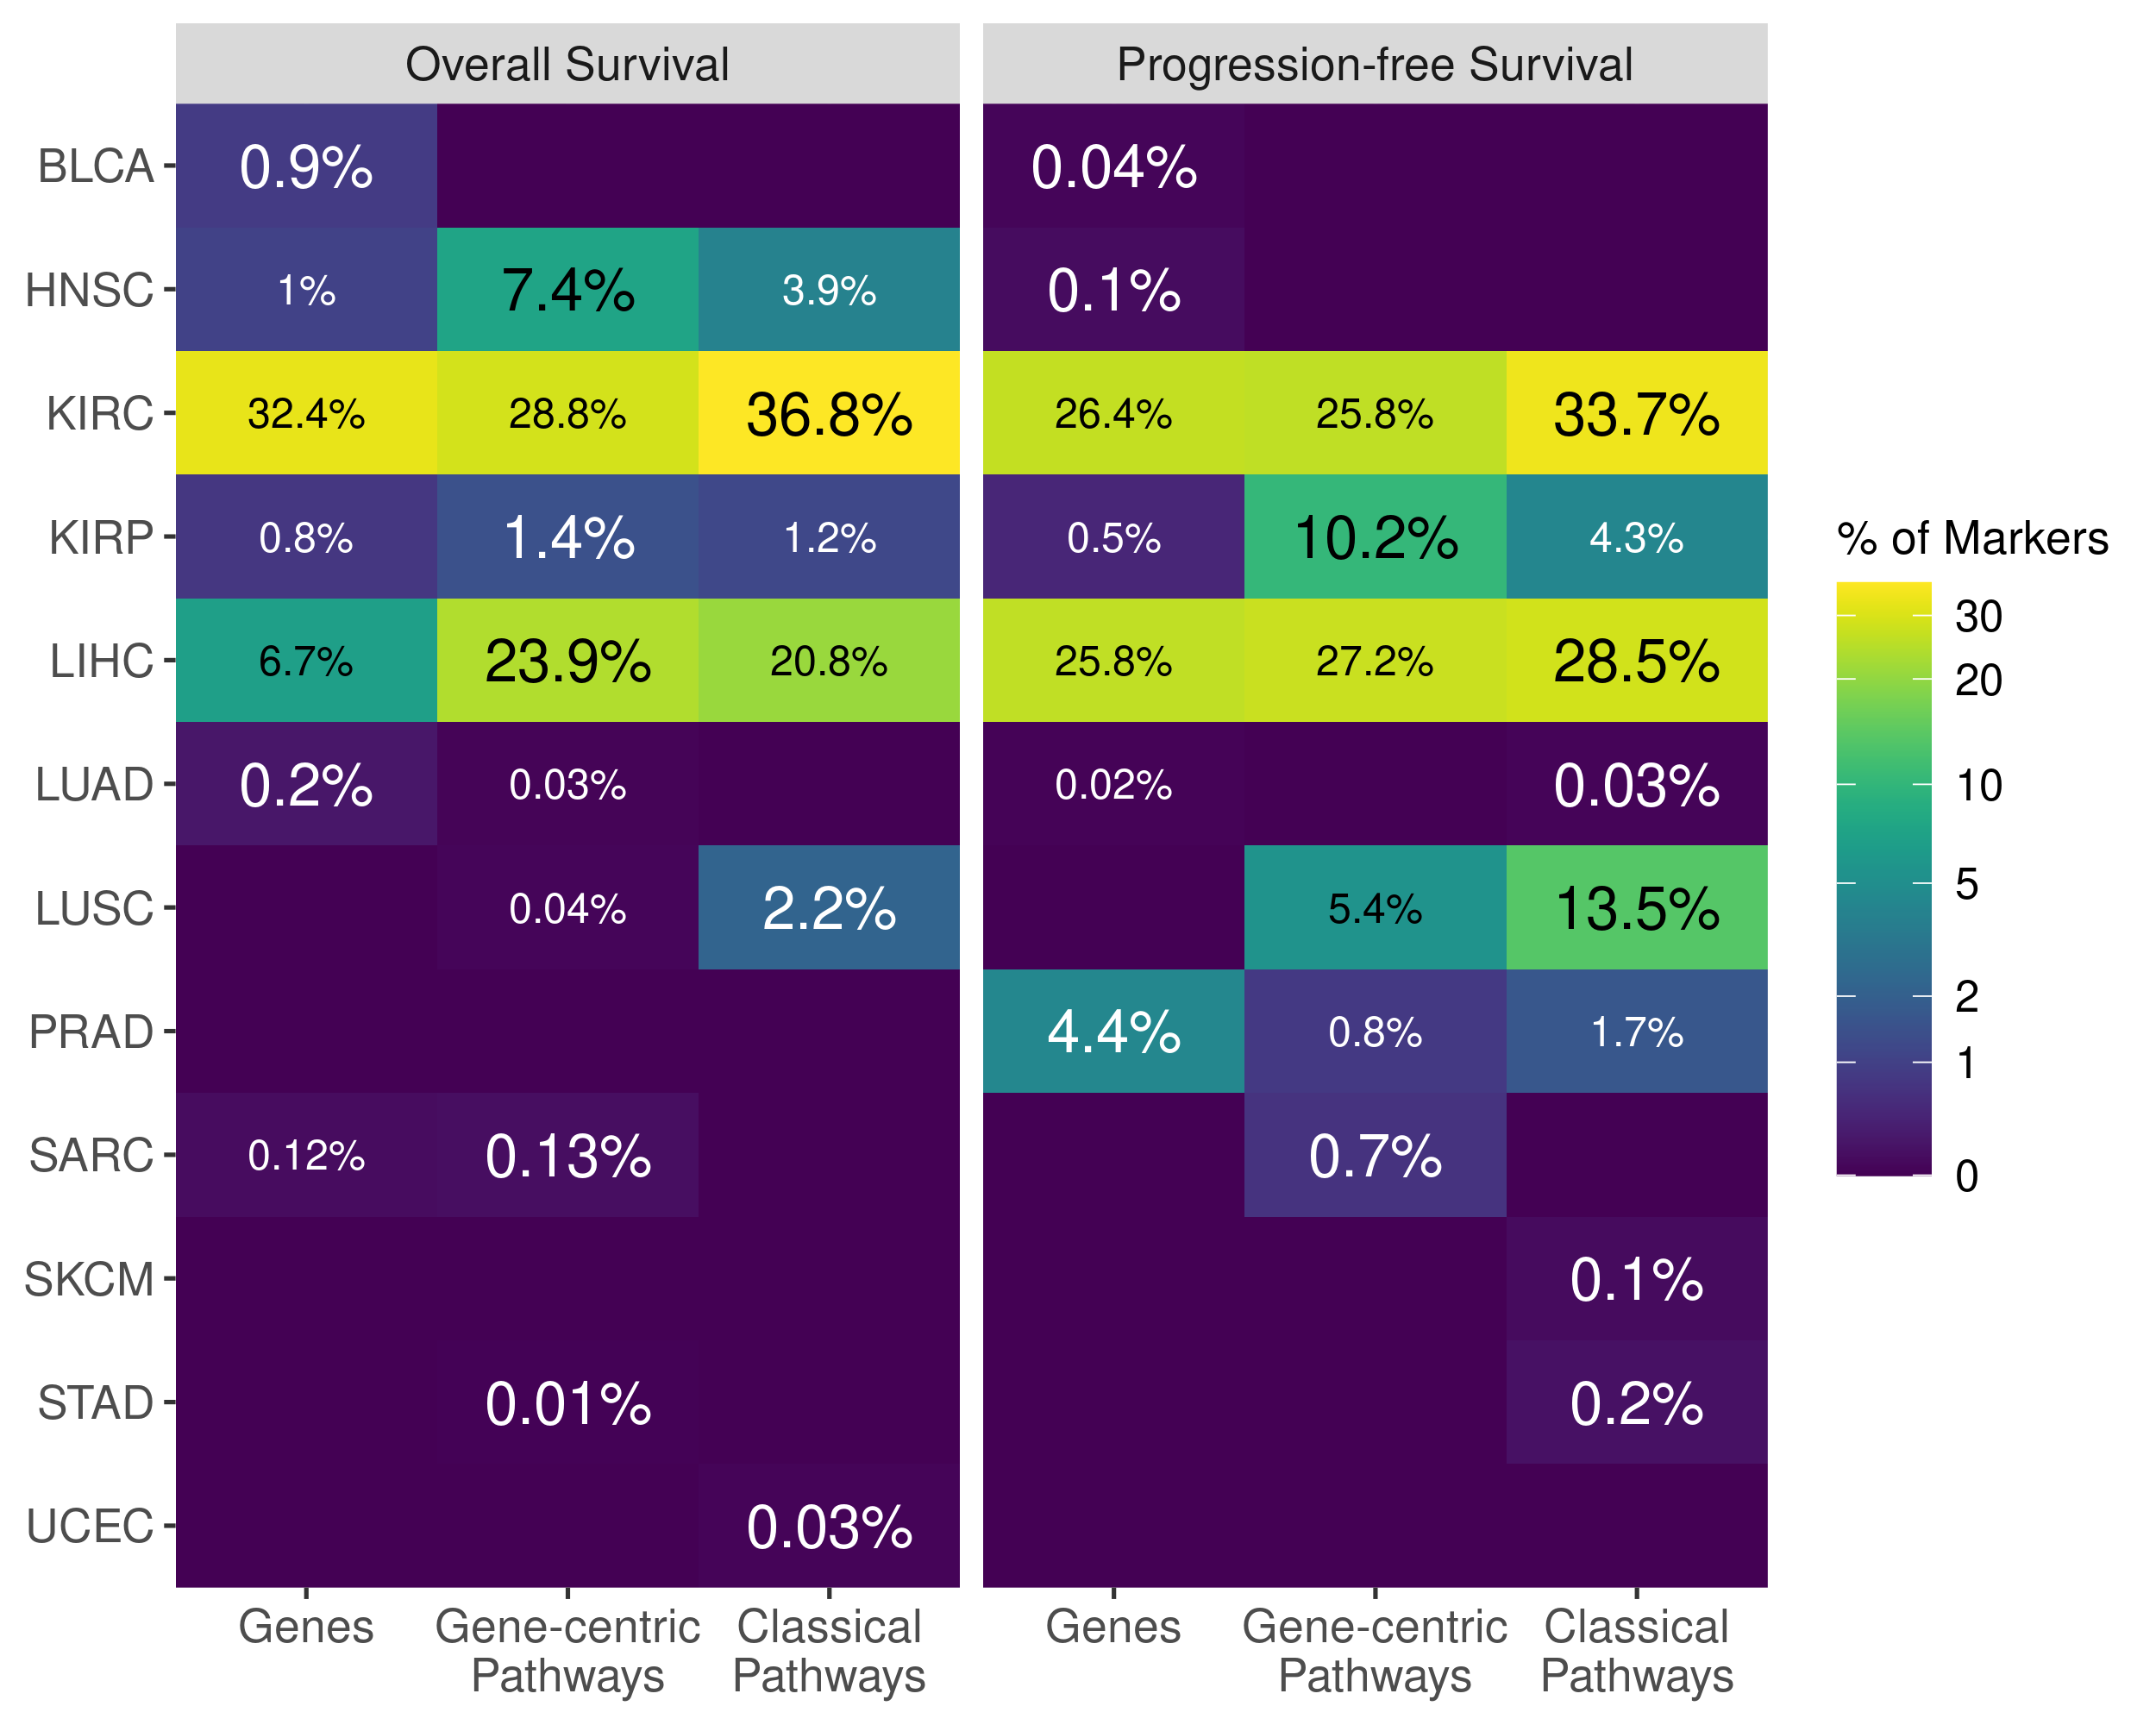 Overall Survival Progression-free Survival
BLCA 0.9% 0.04%
HNSC 1% 7.4% 3.9% 0.1%
KIRC 32.4% 28.8% 36.8% 26.4% 25.8% 33.7%
KIRP 0.8% 1.4% 1.2% 0.5% 10.2% 4.3%
LIHC 6.7% 23.9% 20.8% 25.8% 27.2% 28.5%
LUAD 0.2% 0.03% 0.02% 0.03%
LUSC 0.04% 2.2% 5.4% 13.5%
PRAD 4.4% 0.8% 1.7%
SARC 0.12% 0.13% 0.7%
SKCM 0.1%
STAD 0.01% 0.2%
UCEC 0.03%
Genes Gene-centric Classical Genes Gene-centric Classical
Pathways Pathways Pathways Pathways
% of Markers
30
20
10
5
2
1
0